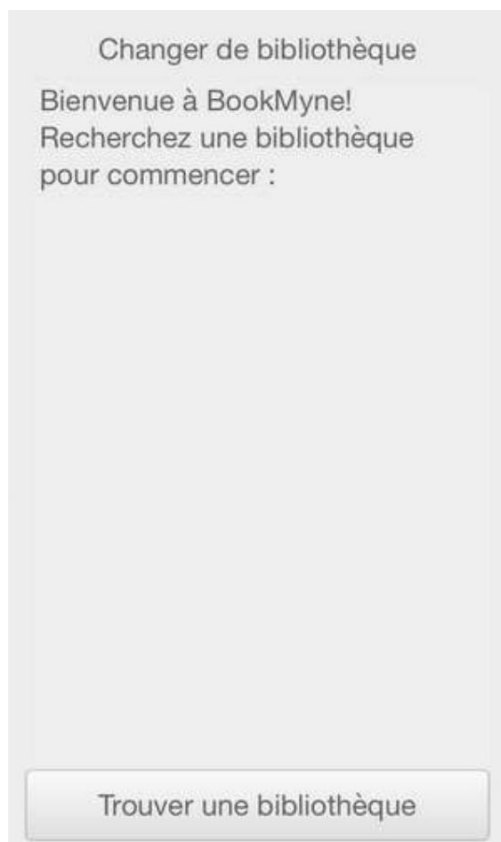 Changer de bibliothèque
Bienvenue à BookMyne!
Recherchez une bibliothèque
pour commencer :
Trouver une bibliothèque